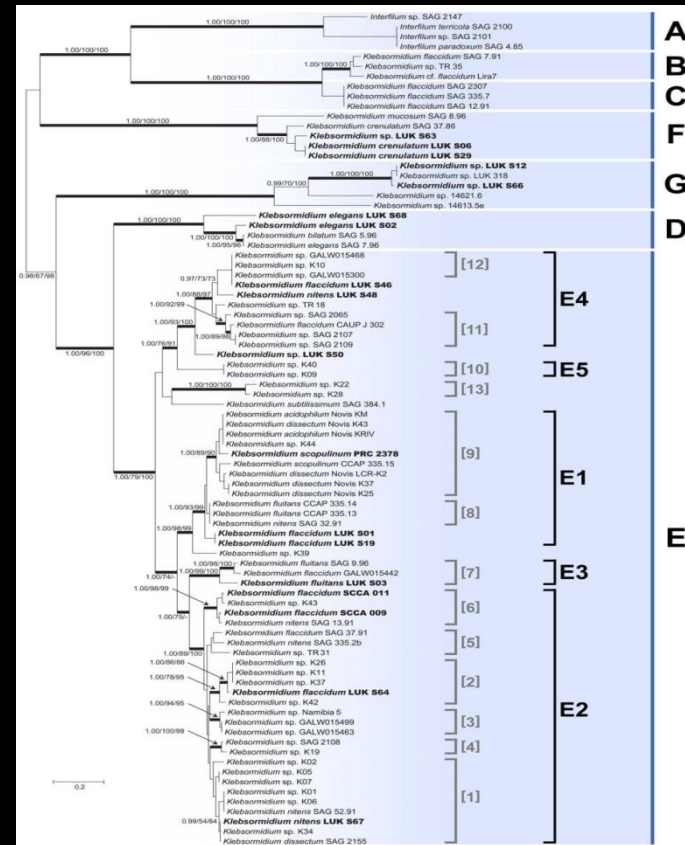 Interfilum sp. SAG 2147
Interfilum terricola SAG 2100
Interfilum sp. SAG 2101
Interfilum paradoxum SAG 4.85
A
1.00/100/100
1.00/100/100
Klebsormidium flaccidum SAG 7.91
Klebsormidium sp. TR 35
Klebsormidium cf. flaccidum Lira7
B
1.00/100/100
1.00/100/100
Klebsormidium flaccidum SAG 2307
Klebsormidium flaccidum SAG 335.7
Klebsormidium flaccidum SAG 12.91
C
Klebsormidium mucosum SAG 8.96
Klebsormidium crenulatum SAG 37.86
Klebsormidium sp. LUK S63
Klebsormidium crenulatum LUK S06
Klebsormidium crenulatum LUK S29
F
1.00/100/100
1.00/88/100
Klebsormidium sp. LUK S12
Klebsormidium sp. LUK 318
Klebsormidium sp. LUK S66
Klebsormidium sp. 14621.6
Klebsormidium sp. 14613.5e
G
1.00/100/100
0.99/70/100
1.00/100/100
Klebsormidium elegans LUK S68
Klebsormidium elegans LUK S02
Klebsormidium bilatum SAG 5.96
Klebsormidium elegans SAG 7.96
D
1.00/100/100
1.00/100/100
1.00/95/96
0.98/67/98
Klebsormidium sp. GALW015468
Klebsormidium sp. K10
Klebsormidium sp. GALW015300
[12]
Klebsormidium flaccidum LUK S46
Klebsormidium nitens LUK S48
Klebsormidium sp. TR 18
0.97/73/73
1.00/88/97
1.00/92/99
Klebsormidium sp. SAG 2065
Klebsormidium flaccidum CAUP J 302
Klebsormidium sp. SAG 2107
Klebsormidium sp. SAG 2109
[11]
E4
1.00/93/100
1.00/89/86
Klebsormidium sp. LUK S50
1.00/76/91
Klebsormidium sp. K40
Klebsormidium sp. K09
[10]
E5
1.00/96/100
1.00/100/100
Klebsormidium sp. K22
Klebsormidium sp. K28
[13]
Klebsormidium subtilissimum SAG 384.1
Klebsormidium acidophilum Novis KM
Klebsormidium dissectum Novis K43
Klebsormidium acidophilum Novis KRIV
Klebsormidium sp. K44
Klebsormidium scopulinum PRC 2378
Klebsormidium scopulinum CCAP 335.15
Klebsormidium dissectum Novis LCR-K2
Klebsormidium dissectum Novis K37
Klebsormidium dissectum Novis K25
[9]
1.00/89/90
1.00/79/100
Klebsormidium fluitans CCAP 335.14
Klebsormidium fluitans CCAP 335.13
Klebsormidium nitens SAG 32.91
[8]
E1
1.00/93/99
1.00/98/99
Klebsormidium flaccidum LUK S01
Klebsormidium flaccidum LUK S19
Klebsormidium sp. K39
E
Klebsormidium fluitans SAG 9.96
Klebsormidium flaccidum GALW015442
Klebsormidium fluitans LUK S03
[7]
E3
1.00/98/100
1.00/99/100
1.00/74/-
1.00/98/99
Klebsormidium flaccidum SCCA 011
Klebsormidium sp. K43
Klebsormidium flaccidum SCCA 009
Klebsormidium nitens SAG 13.91
[6]
1.00/75/-
Klebsormidium flaccidum SAG 37.91
Klebsormidium nitens SAG 335.2b
Klebsormidium sp. TR 31
[5]
1.00/89/100
1.00/86/86
1.00/78/95
Klebsormidium sp. K26
Klebsormidium sp. K11
Klebsormidium sp. K37
Klebsormidium flaccidum LUK S64
Klebsormidium sp. K42
[2]
1.00/94/95
Klebsormidium sp. Namibia 5
Klebsormidium sp. GALW015499
Klebsormidium sp. GALW015463
[3]
E2
1.00/100/99
Klebsormidium sp. SAG 2108
Klebsormidium sp. K19
[4]
Klebsormidium sp. K02
Klebsormidium sp. K05
Klebsormidium sp. K07
Klebsormidium sp. K01
Klebsormidium sp. K06
Klebsormidium nitens SAG 52.91
Klebsormidium nitens LUK S67
Klebsormidium sp. K34
Klebsormidium dissectum SAG 2155
[1]
0.99/54/64
0.2